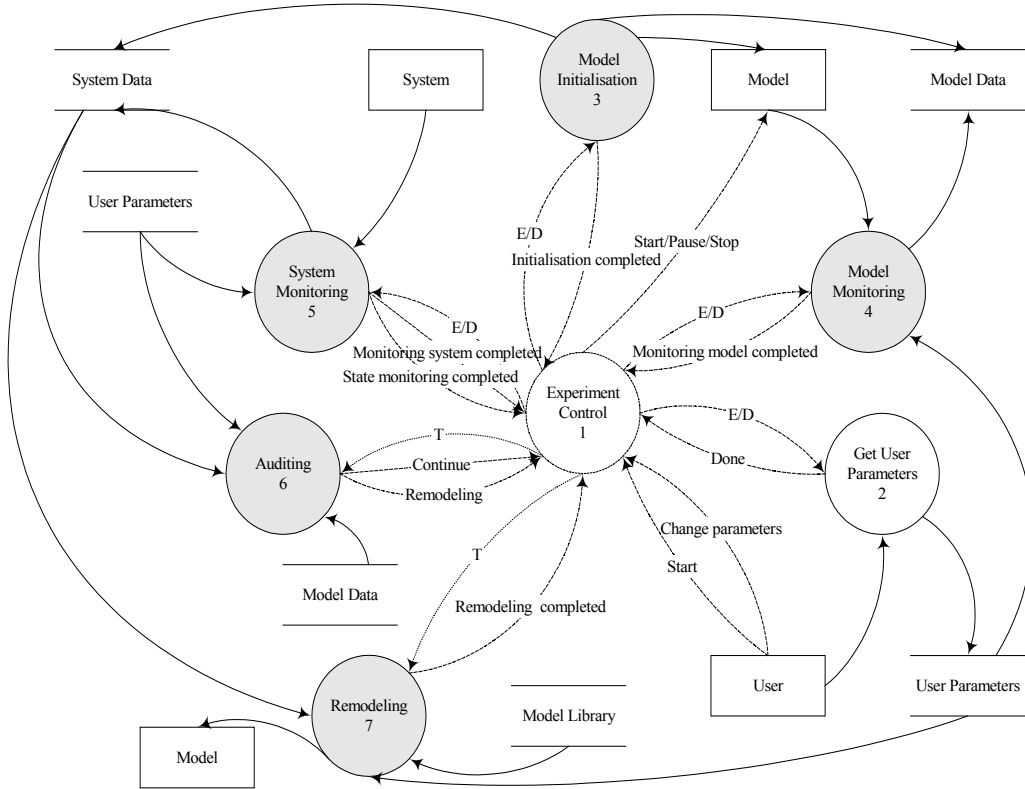 Model
Initialisation
3
System Data
System
Model
Model Data
User Parameters
E/D
Start/Pause/Stop
Initialisation completed
System
Monitoring
5
Model
Monitoring
4
E/D
E/D
Monitoring system completed
Monitoring model completed
State monitoring completed
Experiment
Control
1
E/D
T
Auditing
6
Continue
Done
Get User
Parameters
2
Remodeling
Change parameters
T
Start
Model Data
Remodeling completed
User
User Parameters
Remodeling
7
Model Library
Model